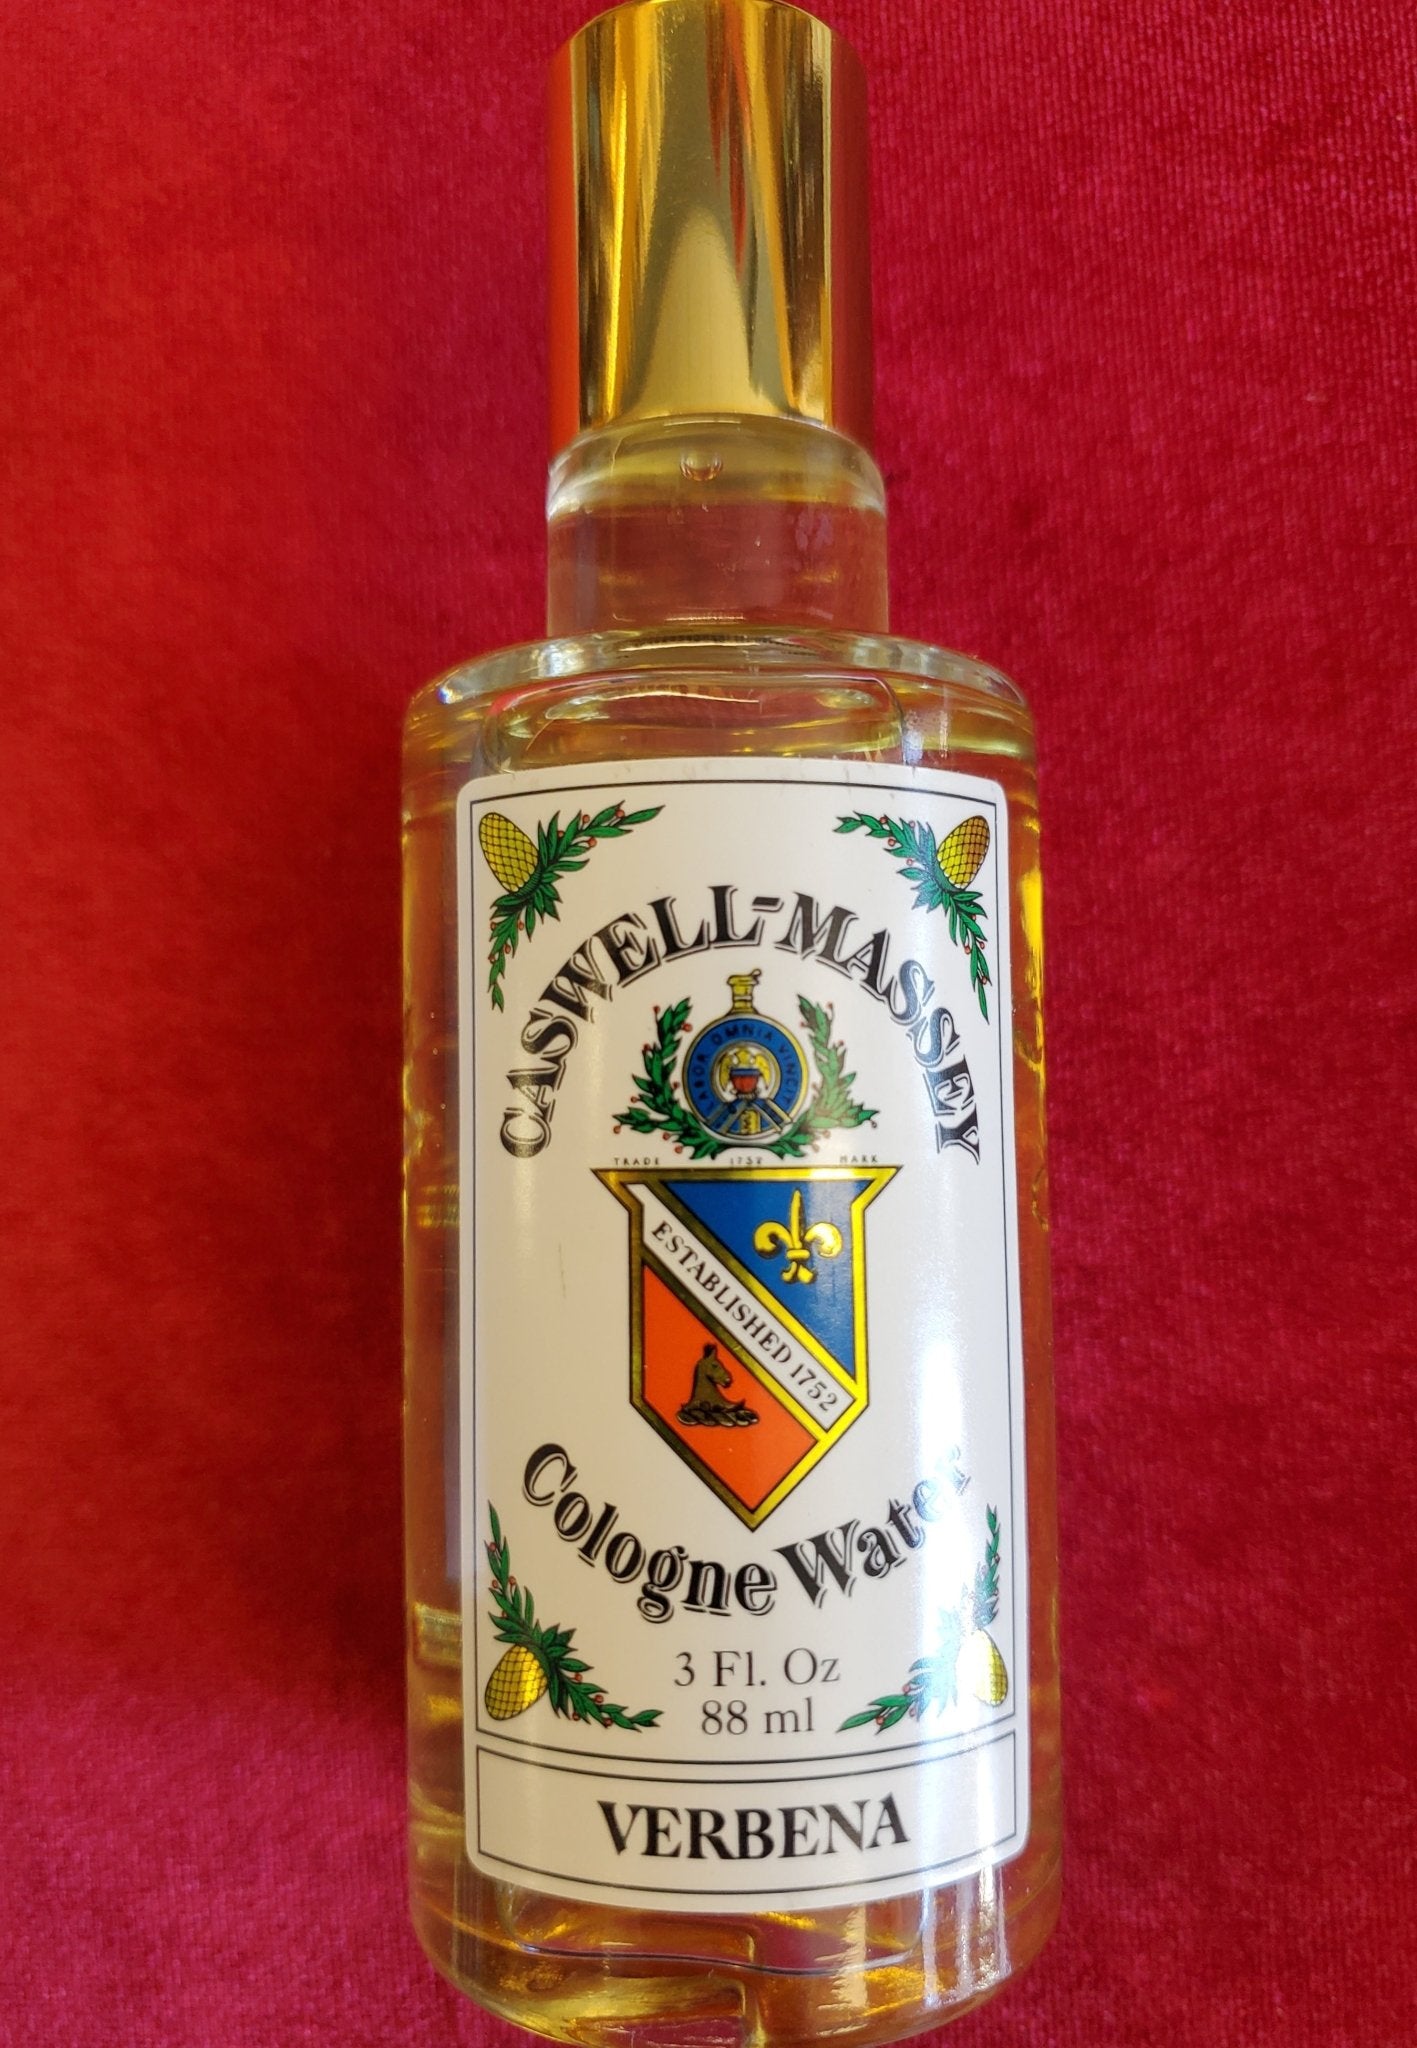 CASWELL-MASSEY
LABOR OMNIA VINCIT
TRADE 1752 MARK
ESTABLISHED 1752
Cologne Water
3 Fl. Oz
88 ml
VERBENA